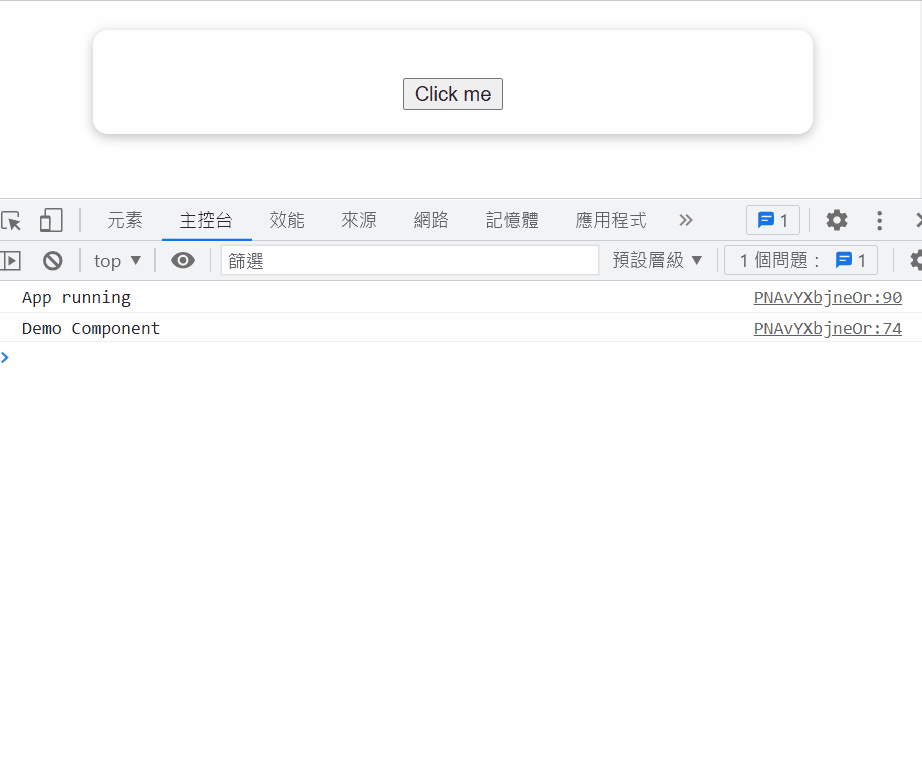 Click me
元素 主控台 效能 來源 網路 記憶體 應用程式 » 1
top ▼ 篩選 預設層級 ▼ 1 個問題： 1
App running PNAvYXbjneOr:90
Demo Component PNAvYXbjneOr:74
>